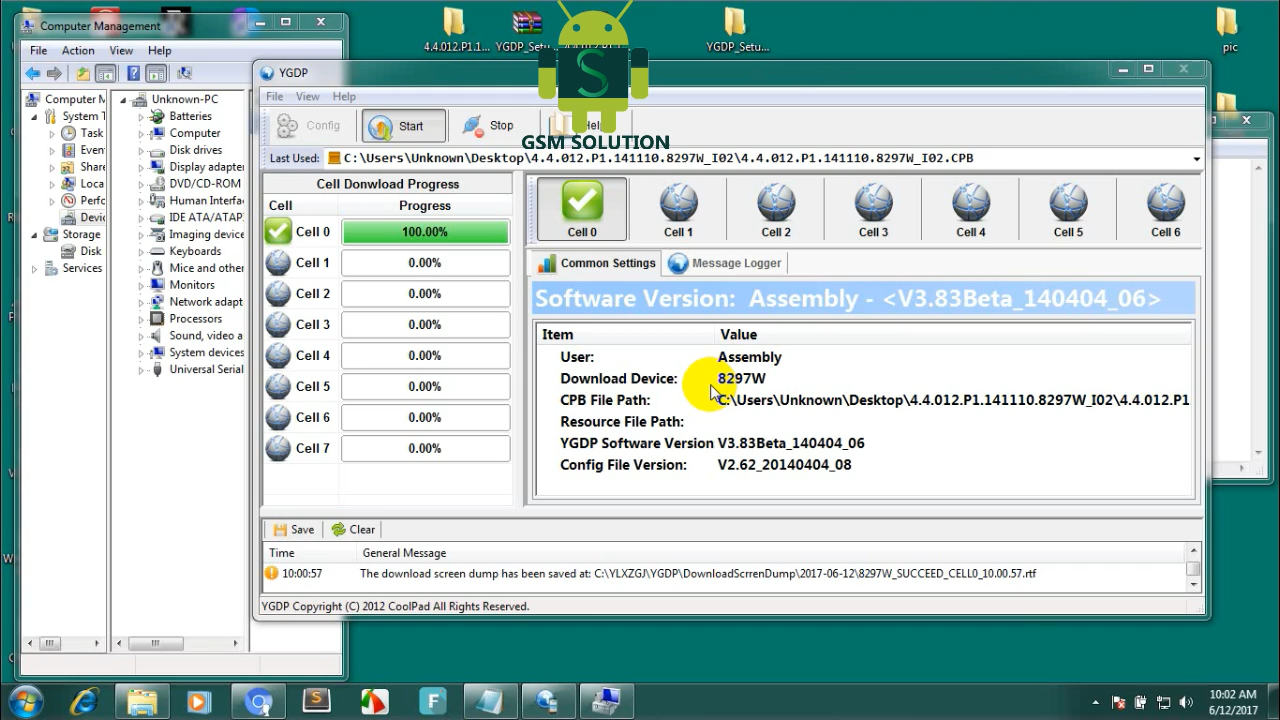 Computer Management
File Action View Help
Computer M
System T
Task
Even
Share
Loca
Perfo
Devic
Storage
Disk
Services
Unknown-PC
Batteries
Computer
Disk drives
Display adapter
DVD/CD-ROM
Human Interfa
IDE ATA/ATAP
Imaging device
Keyboards
Mice and othe
Monitors
Network adapt
Processors
Sound, video a
System devices
Universal Serial
4.4.012.P1.1...
YGDP_Setu...
YGDP_Setu...
pic
GSM SOLUTION
YGDP
File View Help
Config Start Stop Help
Last Used: C:\Users\Unknown\Desktop\4.4.012.P1.141110.8297W_I02\4.4.012.P1.141110.8297W_I02.CPB
Cell Donwload Progress
Cell Progress
Cell 0 100.00%
Cell 1 0.00%
Cell 2 0.00%
Cell 3 0.00%
Cell 4 0.00%
Cell 5 0.00%
Cell 6 0.00%
Cell 7 0.00%
Cell 0 Cell 1 Cell 2 Cell 3 Cell 4 Cell 5 Cell 6
Common Settings Message Logger
Software Version: Assembly - <V3.83Beta_140404_06>
Item Value
User: Assembly
Download Device: 8297W
CPB File Path: C:\Users\Unknown\Desktop\4.4.012.P1.141110.8297W_I02\4.4.012.P1
Resource File Path:
YGDP Software Version V3.83Beta_140404_06
Config File Version: V2.62_20140404_08
Save Clear
Time General Message
10:00:57 The download screen dump has been saved at: C:\YLXZGJ\YGDP\DownloadScrrenDump\2017-06-12\8297W_SUCCEED_CELL0_10.00.57.rtf
YGDP Copyright (C) 2012 CoolPad All Rights Reserved.
10:02 AM
6/12/2017